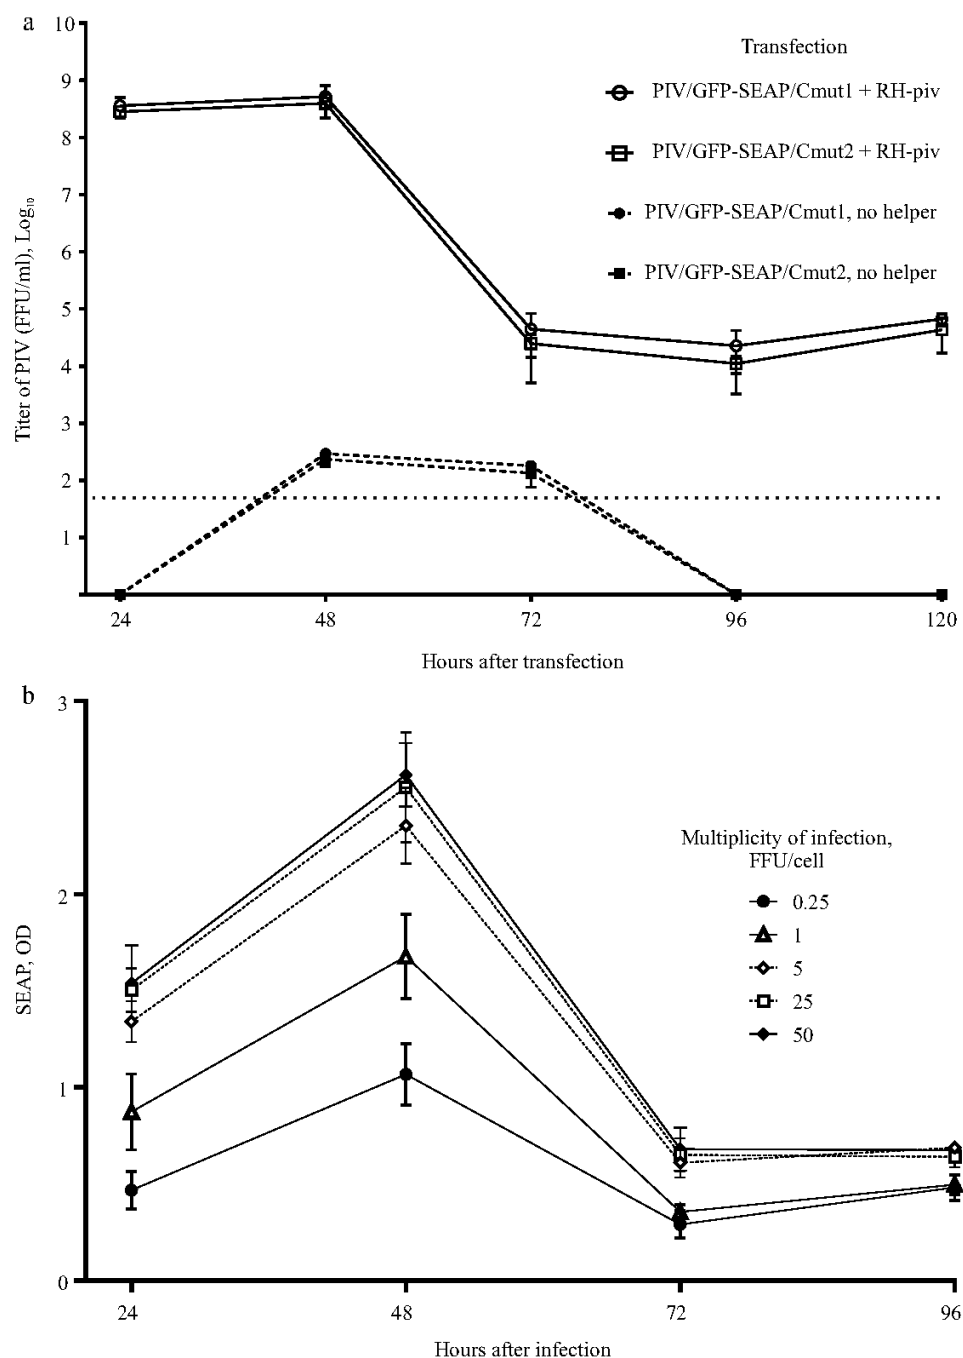 a
10
9
8
7
6
5
4
3
2
1
Titer of PIV (FFU/ml), Log₁₀
Transfection
PIV/GFP-SEAP/Cmut1 + RH-piv
PIV/GFP-SEAP/Cmut2 + RH-piv
PIV/GFP-SEAP/Cmut1, no helper
PIV/GFP-SEAP/Cmut2, no helper
24 48 72 96 120
Hours after transfection
b
3
2
1
0
SEAP, OD
Multiplicity of infection,
FFU/cell
0.25
1
5
25
50
24 48 72 96
Hours after infection